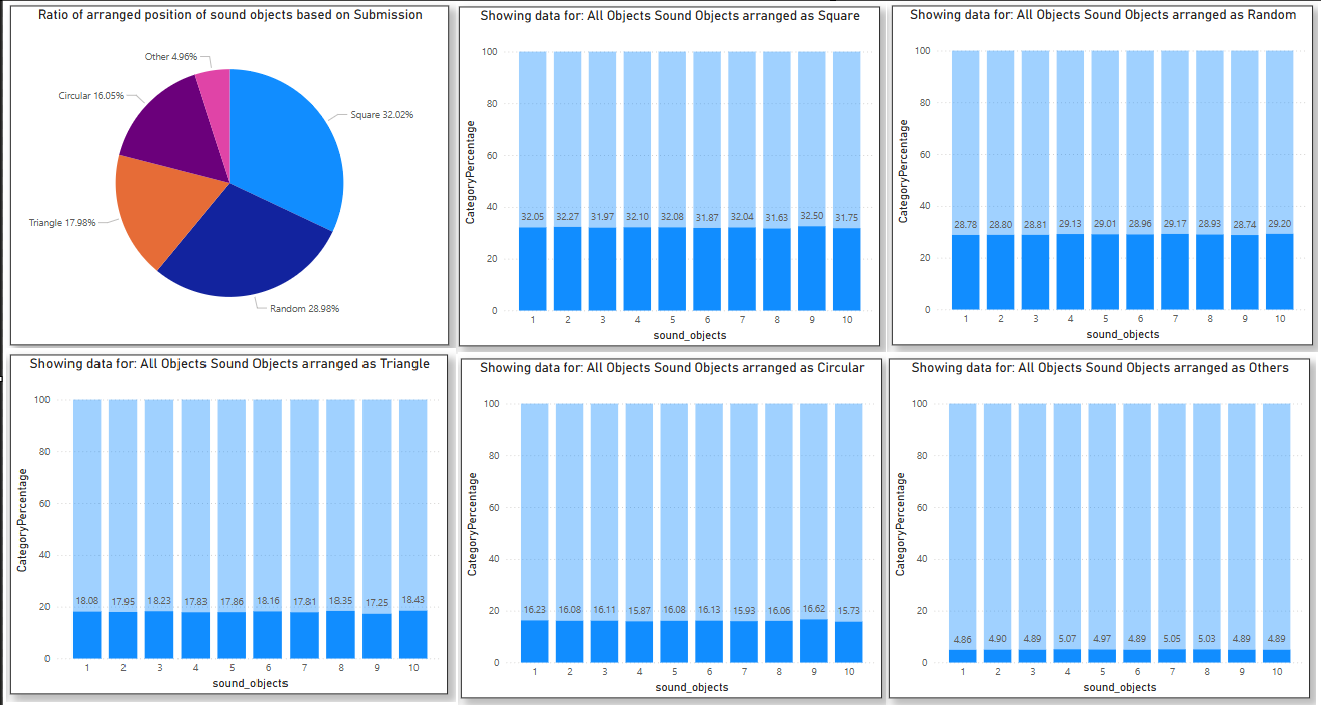 Ratio of arranged position of sound objects based on Submission
Other 4.96%
Circular 16.05%
Square 32.02%
Triangle 17.98%
Random 28.98%
Showing data for: All Objects Sound Objects arranged as Square
CategoryPercentage
100
80
60
40
20
0
32.05 32.27 31.97 32.10 32.08 31.87 32.04 31.63 32.50 31.75
1 2 3 4 5 6 7 8 9 10
sound_objects
Showing data for: All Objects Sound Objects arranged as Random
CategoryPercentage
100
80
60
40
20
0
28.78 28.80 28.81 29.13 29.01 28.96 29.17 28.93 28.74 29.20
1 2 3 4 5 6 7 8 9 10
sound_objects
Showing data for: All Objects Sound Objects arranged as Triangle
CategoryPercentage
100
80
60
40
20
0
18.08 17.95 18.23 17.83 17.86 18.16 17.81 18.35 17.25 18.43
1 2 3 4 5 6 7 8 9 10
sound_objects
Showing data for: All Objects Sound Objects arranged as Circular
CategoryPercentage
100
80
60
40
20
0
16.23 16.08 16.11 15.87 16.08 16.13 15.93 16.06 16.62 15.73
1 2 3 4 5 6 7 8 9 10
sound_objects
Showing data for: All Objects Sound Objects arranged as Others
CategoryPercentage
100
80
60
40
20
0
4.86 4.90 4.89 5.07 4.97 4.89 5.05 5.03 4.89 4.89
1 2 3 4 5 6 7 8 9 10
sound_objects